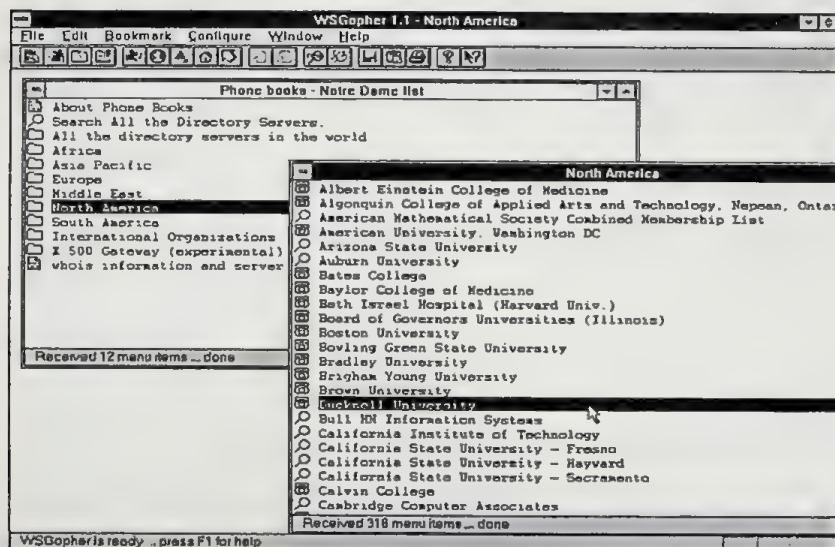 WSGopher 1.1 - North America
File Edit Bookmark Configure Window Help
Phone books - Notre Dame list
About Phone Books
Search All the Directory Servers.
All the directory servers in the world
Africa
Asia Pacific
Europe
Middle East
North America
South America
International Organizations
X 500 Gateway (experimental)
whois information and server
Received 12 menu items ... done
North America
Albert Einstein College of Medicine
Algonquin College of Applied Arts and Technology, Nepean, Ontar
American Mathematical Society Combined Membership List
American University, Washington DC
Arizona State University
Auburn University
Bates College
Baylor College of Medicine
Beth Israel Hospital (Harvard Univ.)
Board of Governors Universities (Illinois)
Boston University
Bowling Green State University
Bradley University
Brigham Young University
Brown University
Bucknell University
Bull HN Information Systems
California Institute of Technology
California State University - Fresno
California State University - Hayward
California State University - Sacramento
Calvin College
Cambridge Computer Associates
Received 318 menu items ... done
WSGopher is ready ... press F1 for help